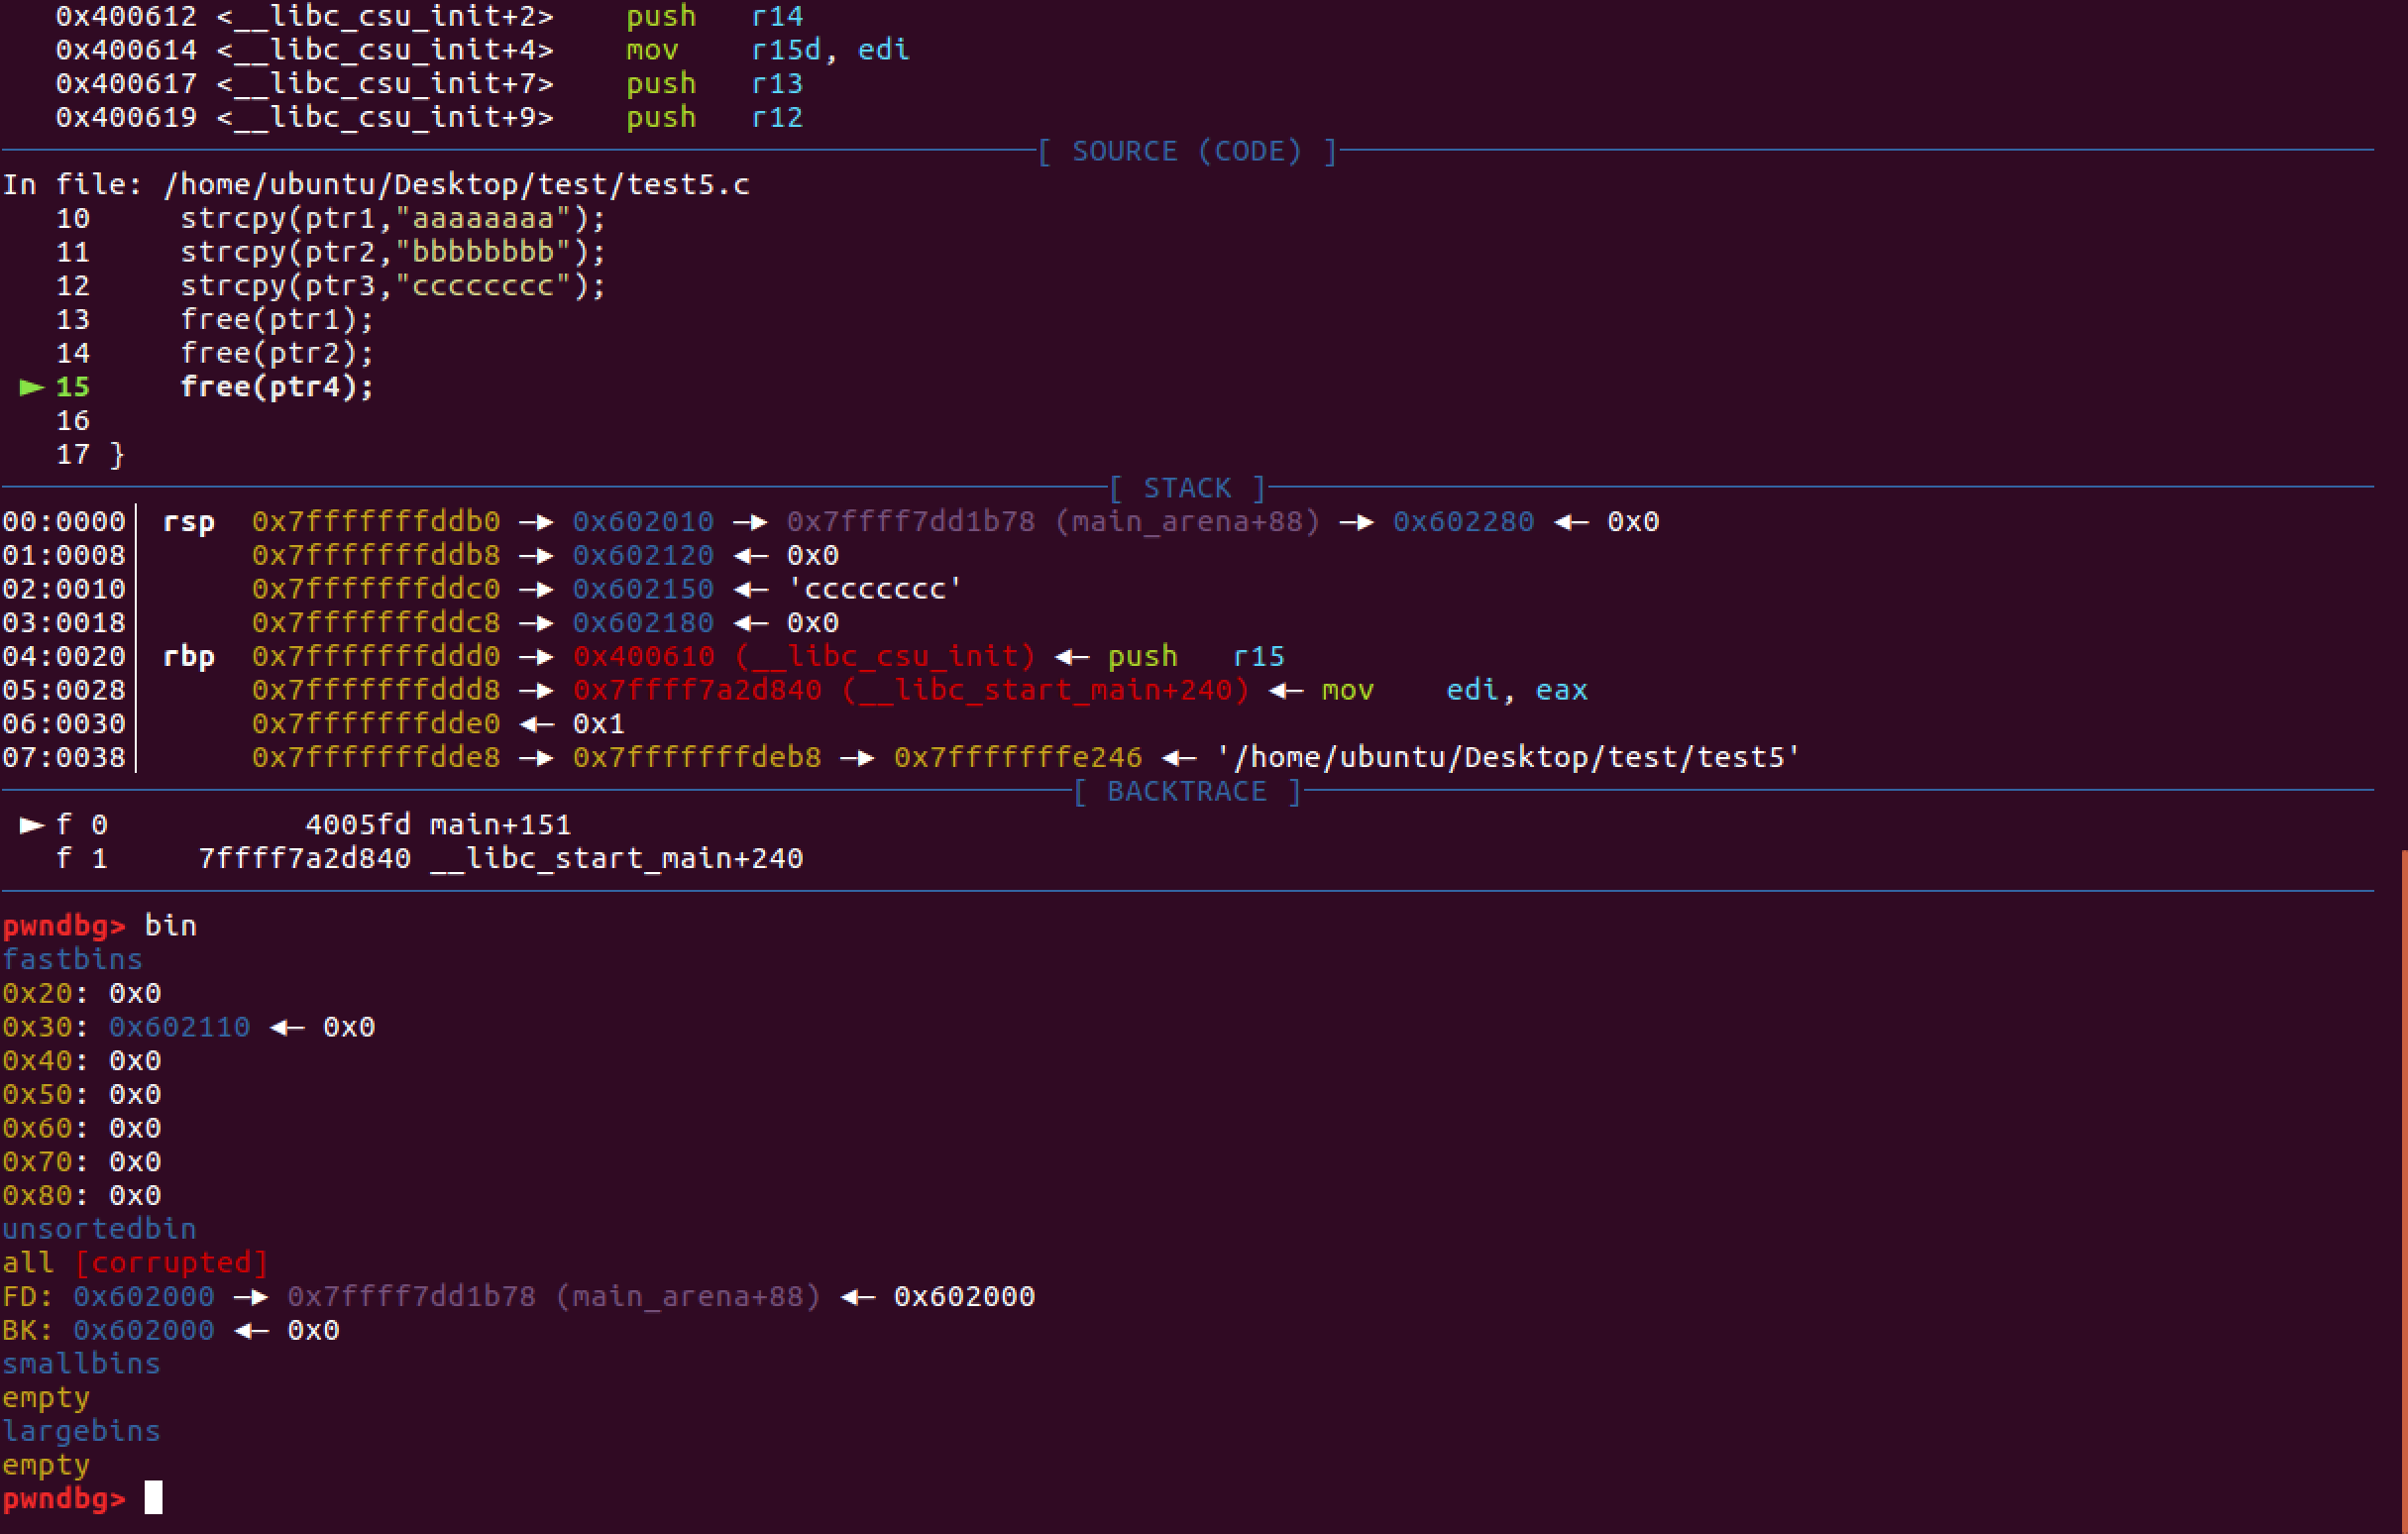 0x400612 <__libc_csu_init+2>    push   r14
0x400614 <__libc_csu_init+4>    mov    r15d, edi
0x400617 <__libc_csu_init+7>    push   r13
0x400619 <__libc_csu_init+9>    push   r12
[ SOURCE (CODE) ]
In file: /home/ubuntu/Desktop/test/test5.c
10     strcpy(ptr1,"aaaaaaaa");
11     strcpy(ptr2,"bbbbbbbb");
12     strcpy(ptr3,"cccccccc");
13     free(ptr1);
14     free(ptr2);
► 15     free(ptr4);
16
17 }
[ STACK ]
00:0000│ rsp  0x7fffffffddb0 —► 0x602010 —► 0x7ffff7dd1b78 (main_arena+88) —► 0x602280 ◄— 0x0
01:0008│      0x7fffffffddb8 —► 0x602120 ◄— 0x0
02:0010│      0x7fffffffddc0 —► 0x602150 ◄— 'cccccccc'
03:0018│      0x7fffffffddc8 —► 0x602180 ◄— 0x0
04:0020│ rbp  0x7fffffffddd0 —► 0x400610 (__libc_csu_init) ◄— push   r15
05:0028│      0x7fffffffddd8 —► 0x7ffff7a2d840 (__libc_start_main+240) ◄— mov    edi, eax
06:0030│      0x7fffffffdde0 ◄— 0x1
07:0038│      0x7fffffffdde8 —► 0x7fffffffdeb8 —► 0x7fffffffe246 ◄— '/home/ubuntu/Desktop/test/test5'
[ BACKTRACE ]
► f 0           4005fd main+151
f 1     7ffff7a2d840 __libc_start_main+240
pwndbg> bin
fastbins
0x20: 0x0
0x30: 0x602110 ◄— 0x0
0x40: 0x0
0x50: 0x0
0x60: 0x0
0x70: 0x0
0x80: 0x0
unsortedbin
all [corrupted]
FD: 0x602000 —► 0x7ffff7dd1b78 (main_arena+88) ◄— 0x602000
BK: 0x602000 ◄— 0x0
smallbins
empty
largebins
empty
pwndbg>